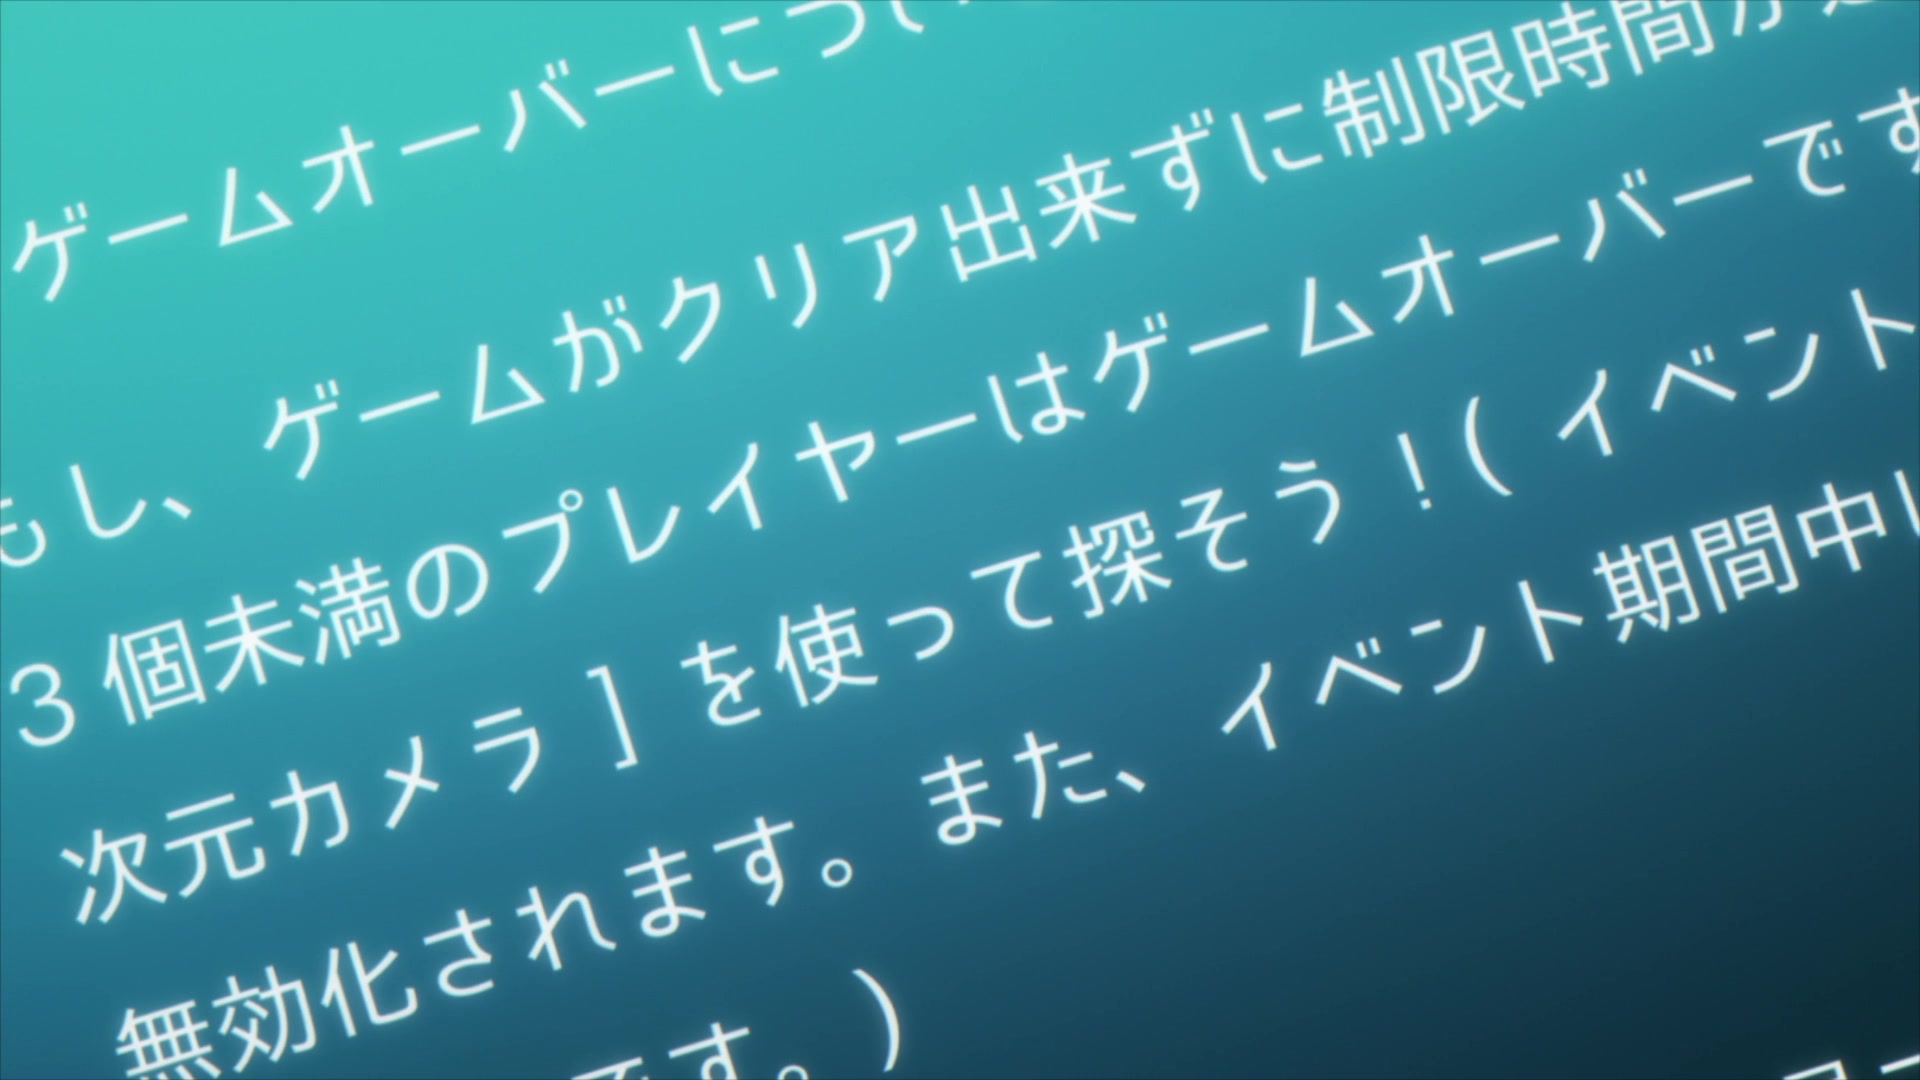 ゲームオーバーについ
もし、ゲームがクリア出来ずに制限時間が
3個未満のプレイヤーはゲームオーバーです
次元カメラ］を使って探そう！（イベント
無効化されます。また、イベント期間中
です。）